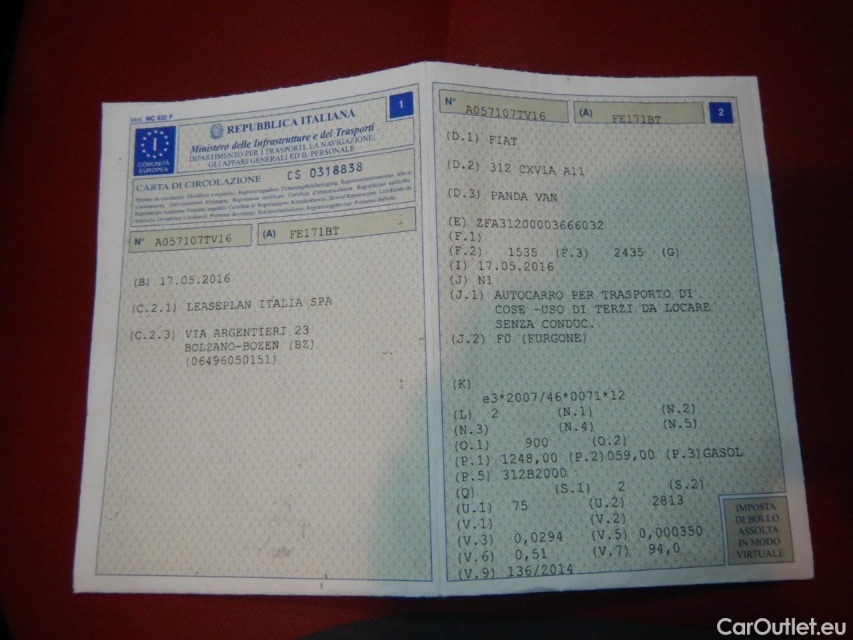 Mod. MC 820 F
REPUBBLICA ITALIANA
1
Ministero delle Infrastrutture e dei Trasporti
DIPARTIMENTO PER I TRASPORTI, LA NAVIGAZIONE,
GLI AFFARI GENERALI ED IL PERSONALE
I
COMUNITÀ
EUROPEA
CARTA DI CIRCOLAZIONE
CS 0318838
N° A057107TV16 (A) FE171BT
(B) 17.05.2016
(C.2.1) LEASEPLAN ITALIA SPA
(C.2.3) VIA ARGENTIERI 23
BOLZANO-BOZEN (BZ)
(06496050151)
N° A057107TV16 (A) FE171BT 2
(D.1) FIAT
(D.2) 312 CXV1A A11
(D.3) PANDA VAN
(E) ZFA31200003666032
(F.1)
(F.2) 1535 (F.3) 2435 (G)
(I) 17.05.2016
(J) N1
(J.1) AUTOCARRO PER TRASPORTO DI
COSE -USO DI TERZI DA LOCARE
SENZA CONDUC.
(J.2) F0 (FURGONE)
(K)
e3*2007/46*0071*12
(L) 2 (N.1) (N.2)
(N.3) (N.4) (N.5)
(O.1) 900 (O.2)
(P.1) 1248,00 (P.2)059,00 (P.3)GASOL
(P.5) 312B2000
(Q) (S.1) 2 (S.2)
(U.1) 75 (U.2) 2813
(V.1) (V.2)
(V.3) 0,0294 (V.5) 0,000350
(V.6) 0,51 (V.7) 94,0
(V.9) 136/2014
IMPOSTA
DI BOLLO
ASSOLTA
IN MODO
VIRTUALE
CarOutlet.eu